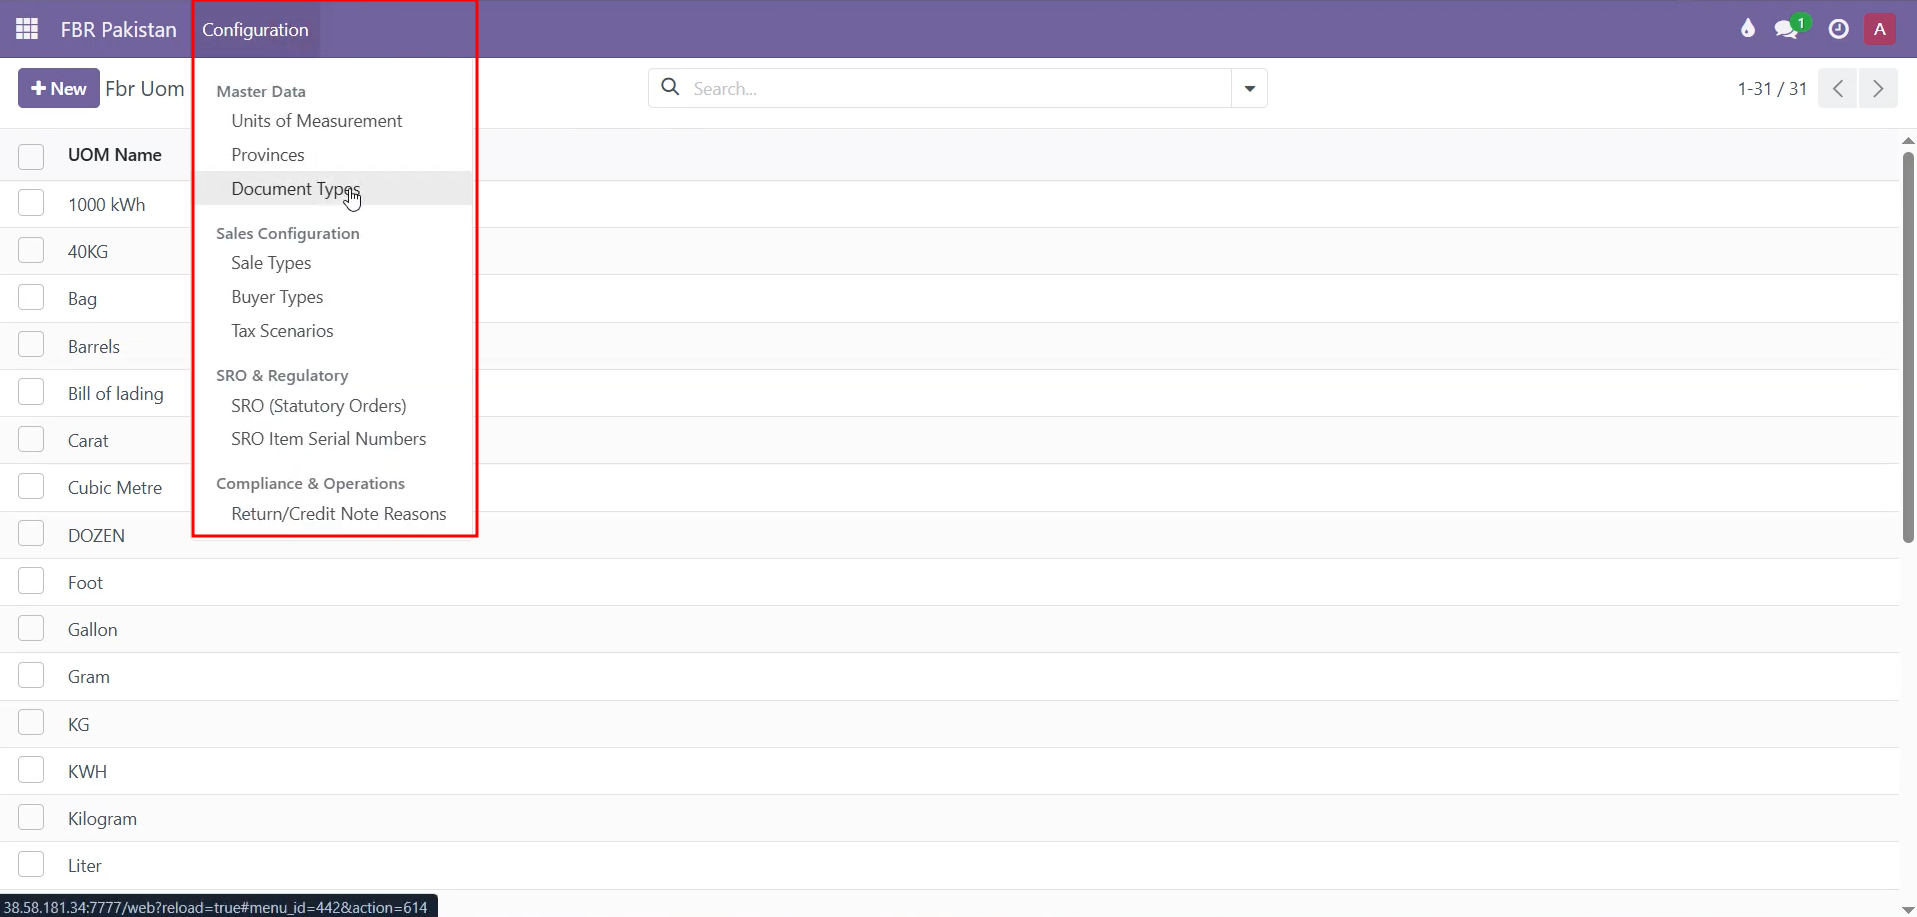 FBR Pakistan Configuration 1 A
+ New Fbr Uom Search... 1-31 / 31
Master Data
Units of Measurement
Provinces
Document Types
Sales Configuration
Sale Types
Buyer Types
Tax Scenarios
SRO & Regulatory
SRO (Statutory Orders)
SRO Item Serial Numbers
Compliance & Operations
Return/Credit Note Reasons
UOM Name
1000 kWh
40KG
Bag
Barrels
Bill of lading
Carat
Cubic Metre
DOZEN
Foot
Gallon
Gram
KG
KWH
Kilogram
Liter
38.58.181.34:7777/web?reload=true#menu_id=442&action=614